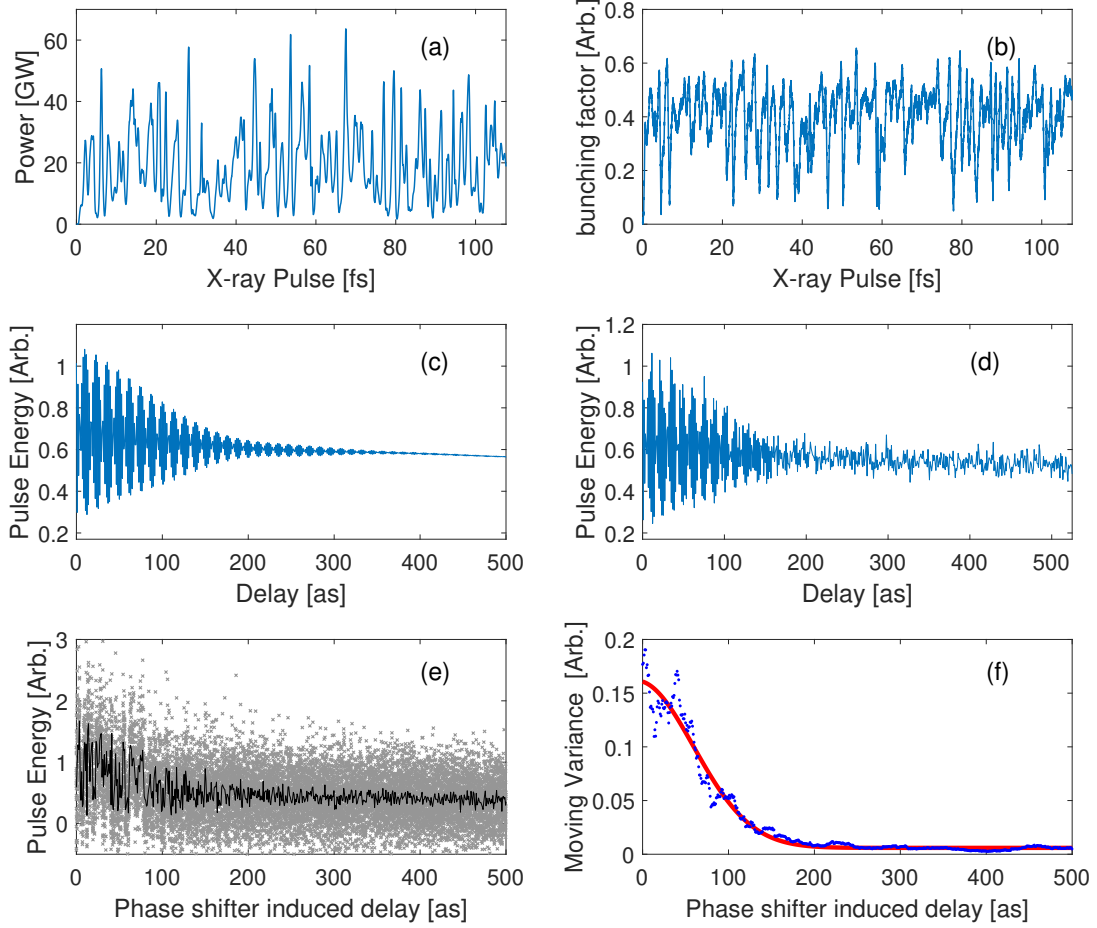 (a)
Power [GW]
60
40
20
0
0 20 40 60 80 100
X-ray Pulse [fs]
(b)
bunching factor [Arb.]
0.8
0.6
0.4
0.2
0
0 20 40 60 80 100
X-ray Pulse [fs]
(c)
Pulse Energy [Arb.]
1
0.8
0.6
0.4
0.2
0 100 200 300 400 500
Delay [as]
(d)
Pulse Energy [Arb.]
1.2
1
0.8
0.6
0.4
0.2
0 100 200 300 400 500
Delay [as]
(e)
Pulse Energy [Arb.]
3
2
1
0
0 100 200 300 400 500
Phase shifter induced delay [as]
(f)
Moving Variance [Arb.]
0.2
0.15
0.1
0.05
0
0 100 200 300 400 500
Phase shifter induced delay [as]